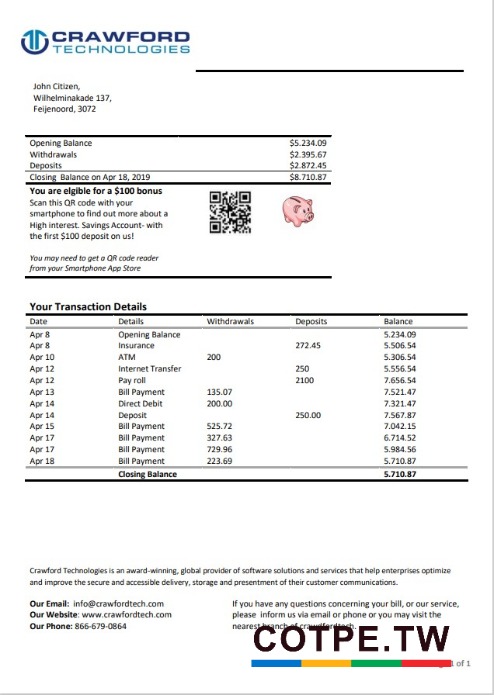 CRAWFORD
TECHNOLOGIES
John Citizen,
Wilhelminakade 137,
Feijenoord, 3072
Opening Balance $5.234.09
Withdrawals $2.395.67
Deposits $2.872.45
Closing Balance on Apr 18, 2019 $8.710.87
You are elgible for a $100 bonus
Scan this QR code with your
smartphone to find out more about a
High interest. Savings Account- with
the first $100 deposit on us!
You may need to get a QR code reader
from your Smartphone App Store
Your Transaction Details
Date Details Withdrawals Deposits Balance
Apr 8 Opening Balance 5.234.09
Apr 8 Insurance 272.45 5.506.54
Apr 10 ATM 200 5.306.54
Apr 12 Internet Transfer 250 5.556.54
Apr 12 Pay roll 2100 7.656.54
Apr 13 Bill Payment 135.07 7.521.47
Apr 14 Direct Debit 200.00 7.321.47
Apr 14 Deposit 250.00 7.567.87
Apr 15 Bill Payment 525.72 7.042.15
Apr 17 Bill Payment 327.63 6.714.52
Apr 17 Bill Payment 729.96 5.984.56
Apr 18 Bill Payment 223.69 5.710.87
Closing Balance 5.710.87
Crawford Technologies is an award-winning, global provider of software solutions and services that help enterprises optimize
and improve the secure and accessible delivery, storage and presentment of their customer communications.
Our Email: info@crawfordtech.com
Our Website: www.crawfordtech.com
Our Phone: 866-679-0864
If you have any questions concerning your bill, or our service,
please inform us via email or phone or you may visit the
nearest branch of crawfordtech.
COTPE.TW
1 of 1